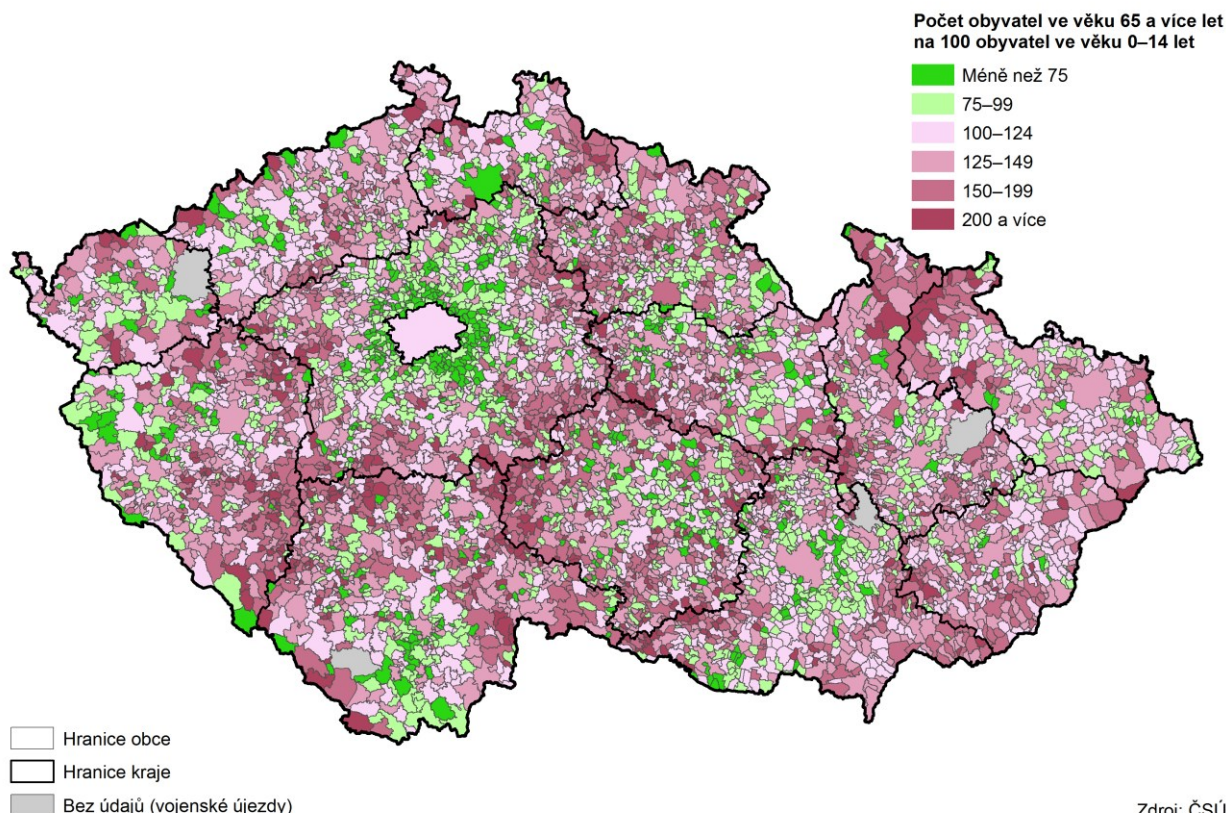 Počet obyvatel ve věku 65 a více let
na 100 obyvatel ve věku 0–14 let
Méně než 75
75–99
100–124
125–149
150–199
200 a více
Hranice obce
Hranice kraje
Bez údajů (vojenské újezdy)
Zdroj: ČSÚ